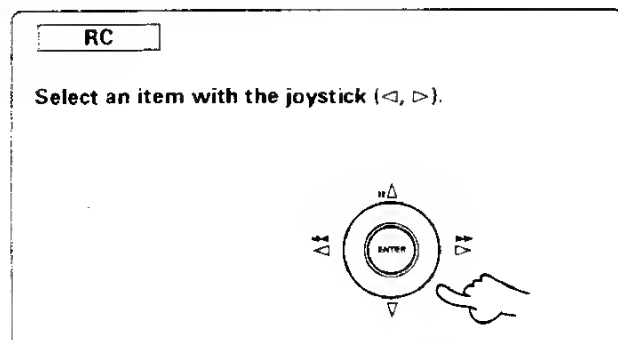 RC
Select an item with the joystick (◁, ▷).
ENTER